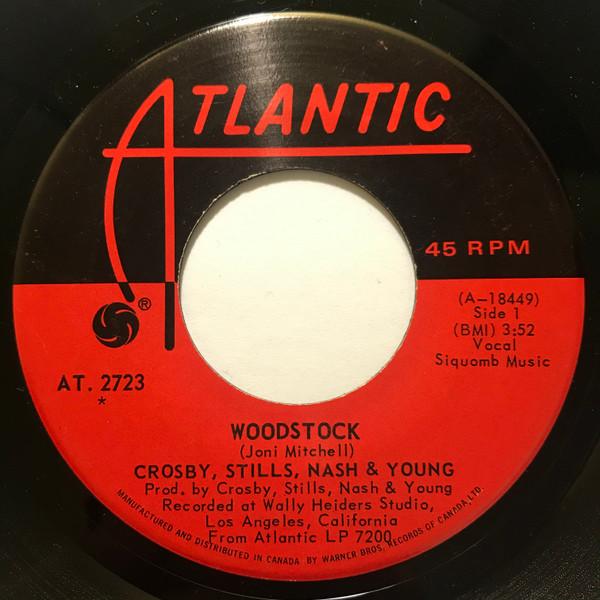 ATLANTIC
45 RPM
®
(A-18449)
Side 1
(BMI) 3:52
Vocal
Siquomb Music
AT. 2723
*
WOODSTOCK
(Joni Mitchell)
CROSBY, STILLS, NASH & YOUNG
Prod. by Crosby, Stills, Nash & Young
Recorded at Wally Heiders Studio,
Los Angeles, California
From Atlantic LP 7200
MANUFACTURED AND DISTRIBUTED IN CANADA BY WARNER BROS. RECORDS OF CANADA, LTD.